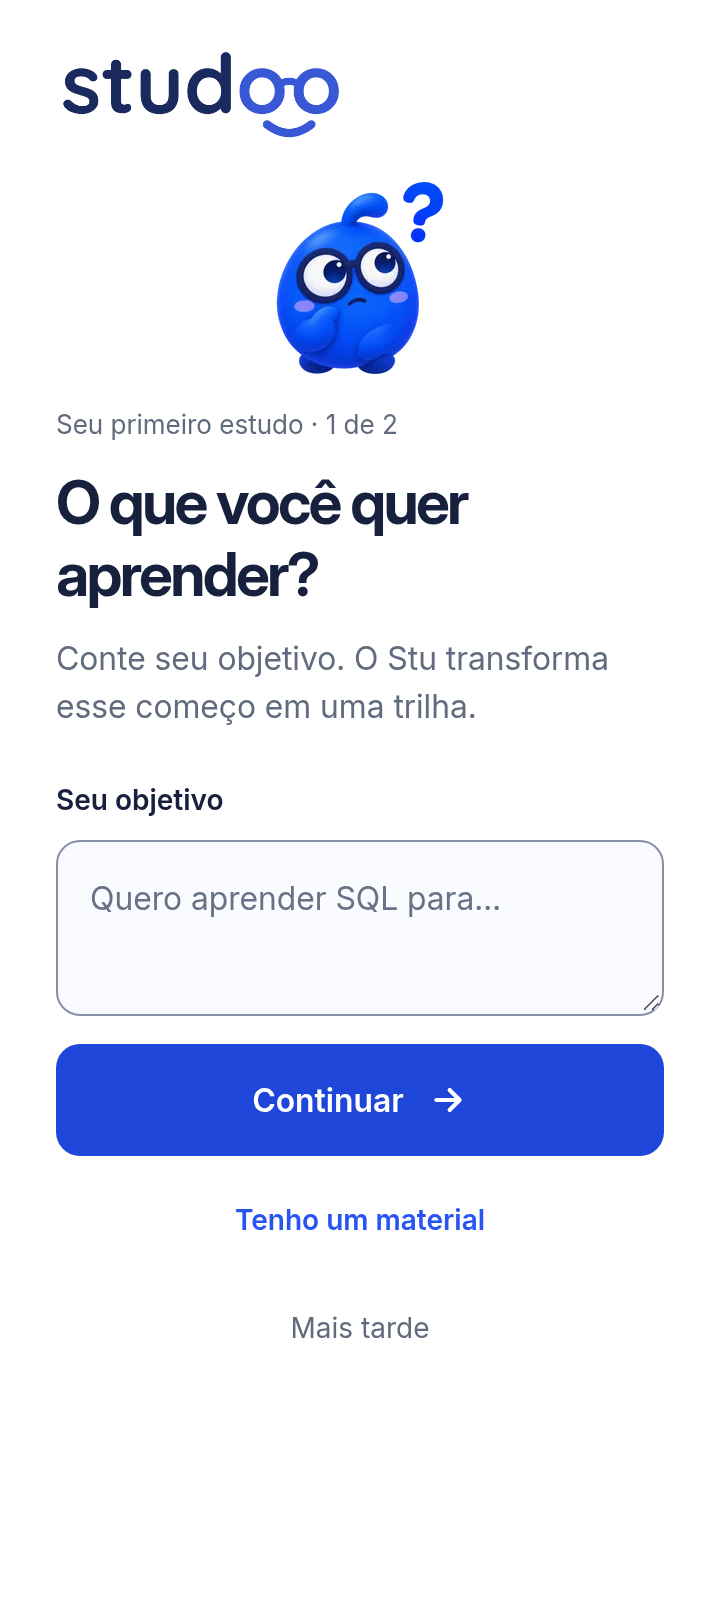 studoo
?
Seu primeiro estudo · 1 de 2
O que você quer
aprender?
Conte seu objetivo. O Stu transforma
esse começo em uma trilha.
Seu objetivo
Quero aprender SQL para...
Continuar →
Tenho um material
Mais tarde